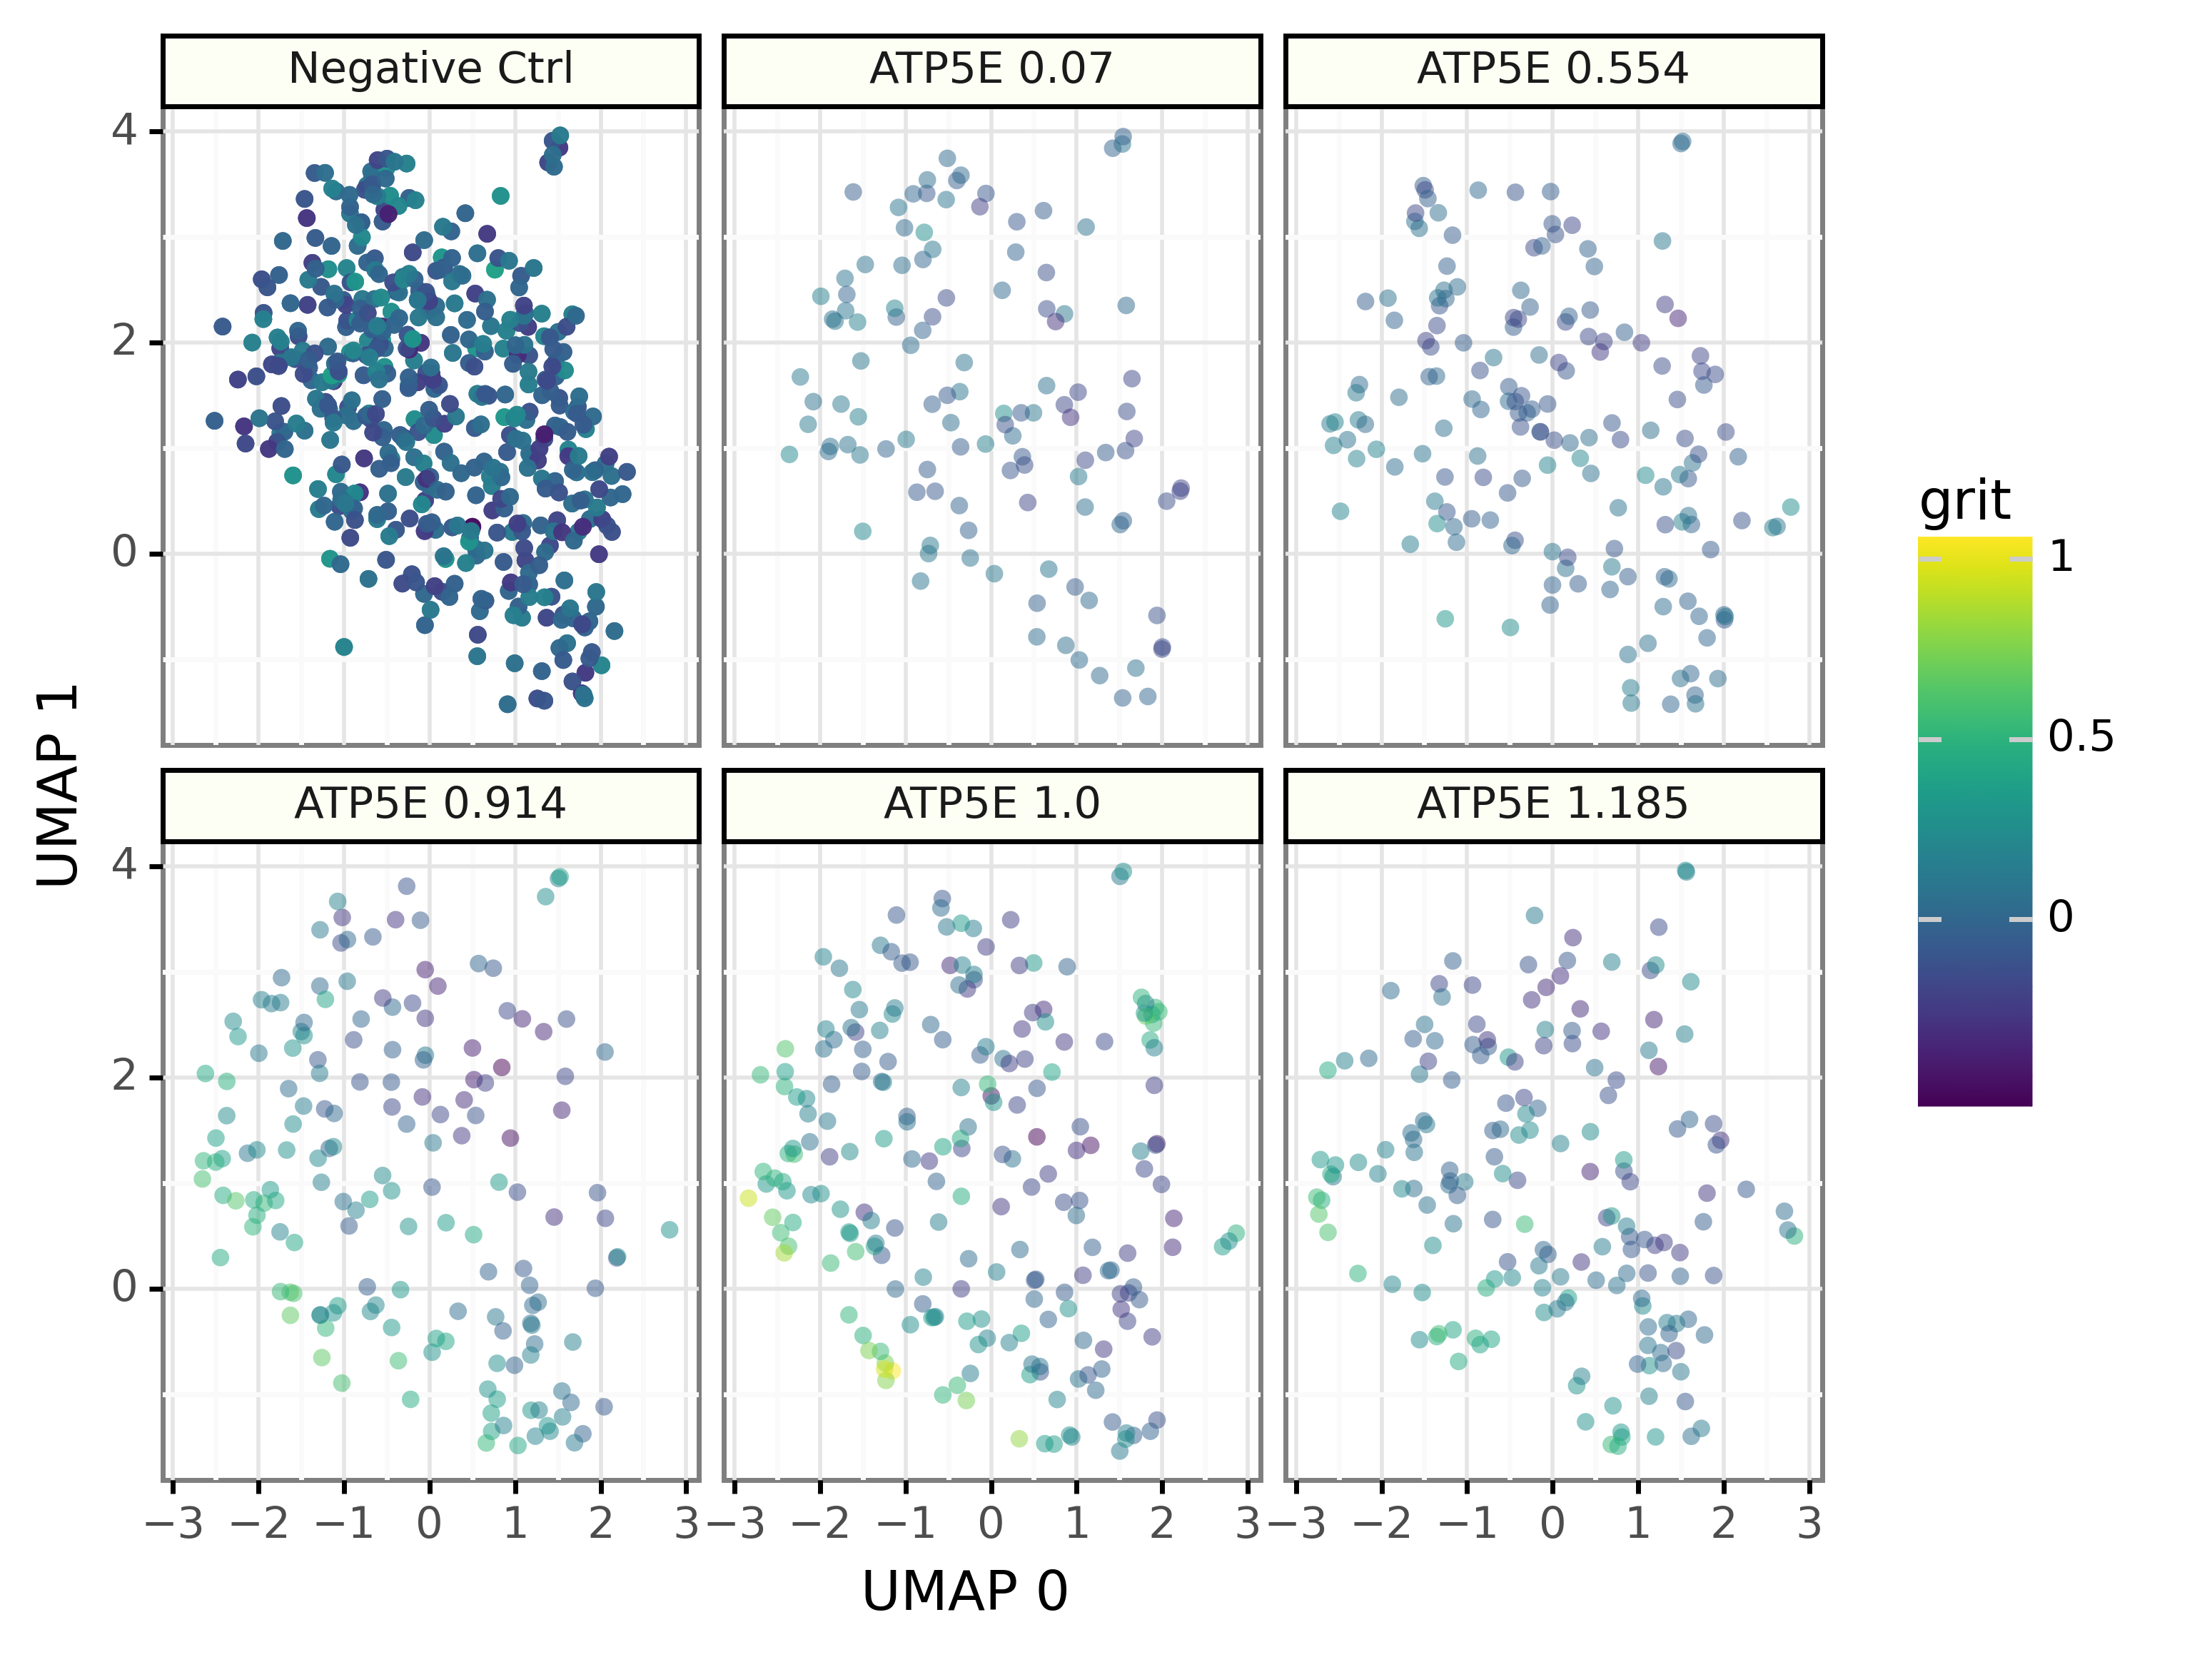 Negative Ctrl
ATP5E 0.07
ATP5E 0.554
4
2
0
ATP5E 0.914
ATP5E 1.0
ATP5E 1.185
4
2
0
−3 −2 −1 0 1 2 3
−3 −2 −1 0 1 2 3
−3 −2 −1 0 1 2 3
UMAP 0
UMAP 1
grit
1
0.5
0